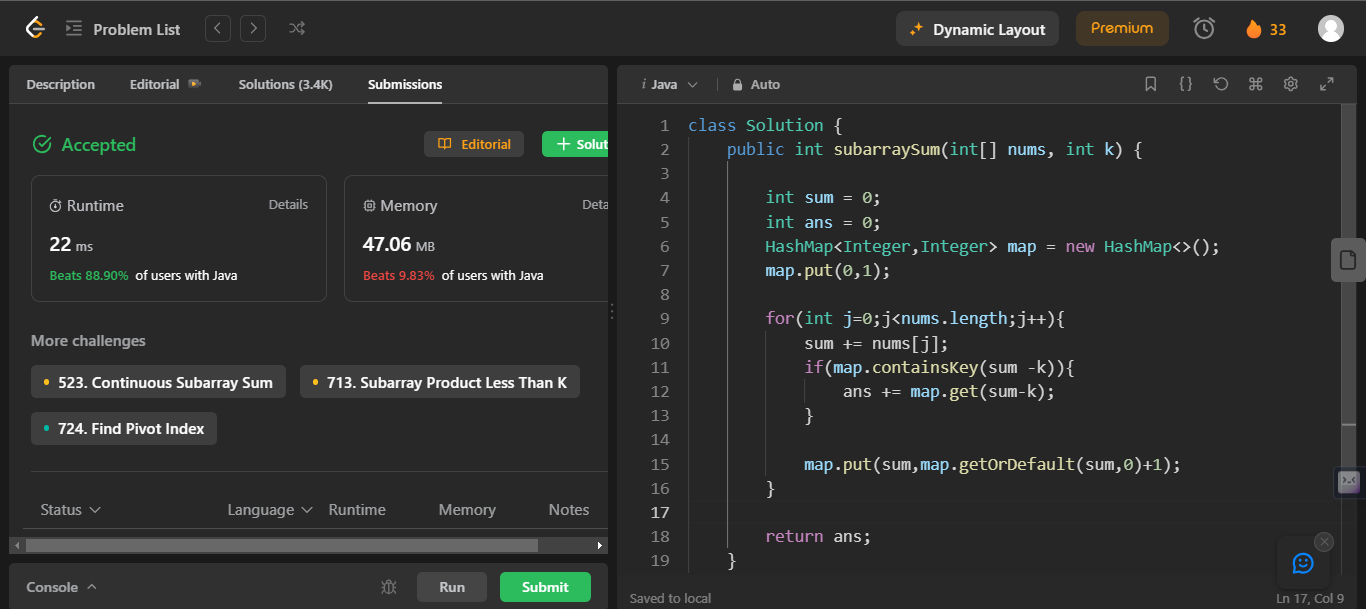 Problem List
Dynamic Layout
Premium
33
Description
Editorial
Solutions (3.4K)
Submissions
Accepted
Editorial
Solut
Runtime
Details
22 ms
Beats 88.90% of users with Java
Memory
Deta
47.06 MB
Beats 9.83% of users with Java
More challenges
523. Continuous Subarray Sum
713. Subarray Product Less Than K
724. Find Pivot Index
Status
Language
Runtime
Memory
Notes
Console
Run
Submit
i Java
Auto
1 class Solution {
2 public int subarraySum(int[] nums, int k) {
3
4 int sum = 0;
5 int ans = 0;
6 HashMap<Integer,Integer> map = new HashMap<>();
7 map.put(0,1);
8
9 for(int j=0;j<nums.length;j++){
10 sum += nums[j];
11 if(map.containsKey(sum -k)){
12 ans += map.get(sum-k);
13 }
14
15 map.put(sum,map.getOrDefault(sum,0)+1);
16 }
17
18 return ans;
19 }
Saved to local
Ln 17, Col 9